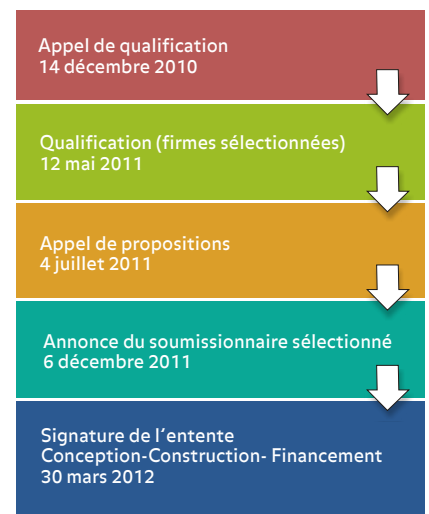 Appel de qualification
14 décembre 2010
Qualification (firmes sélectionnées)
12 mai 2011
Appel de propositions
4 juillet 2011
Annonce du soumissionnaire sélectionné
6 décembre 2011
Signature de l’entente
Conception-Construction- Financement
30 mars 2012